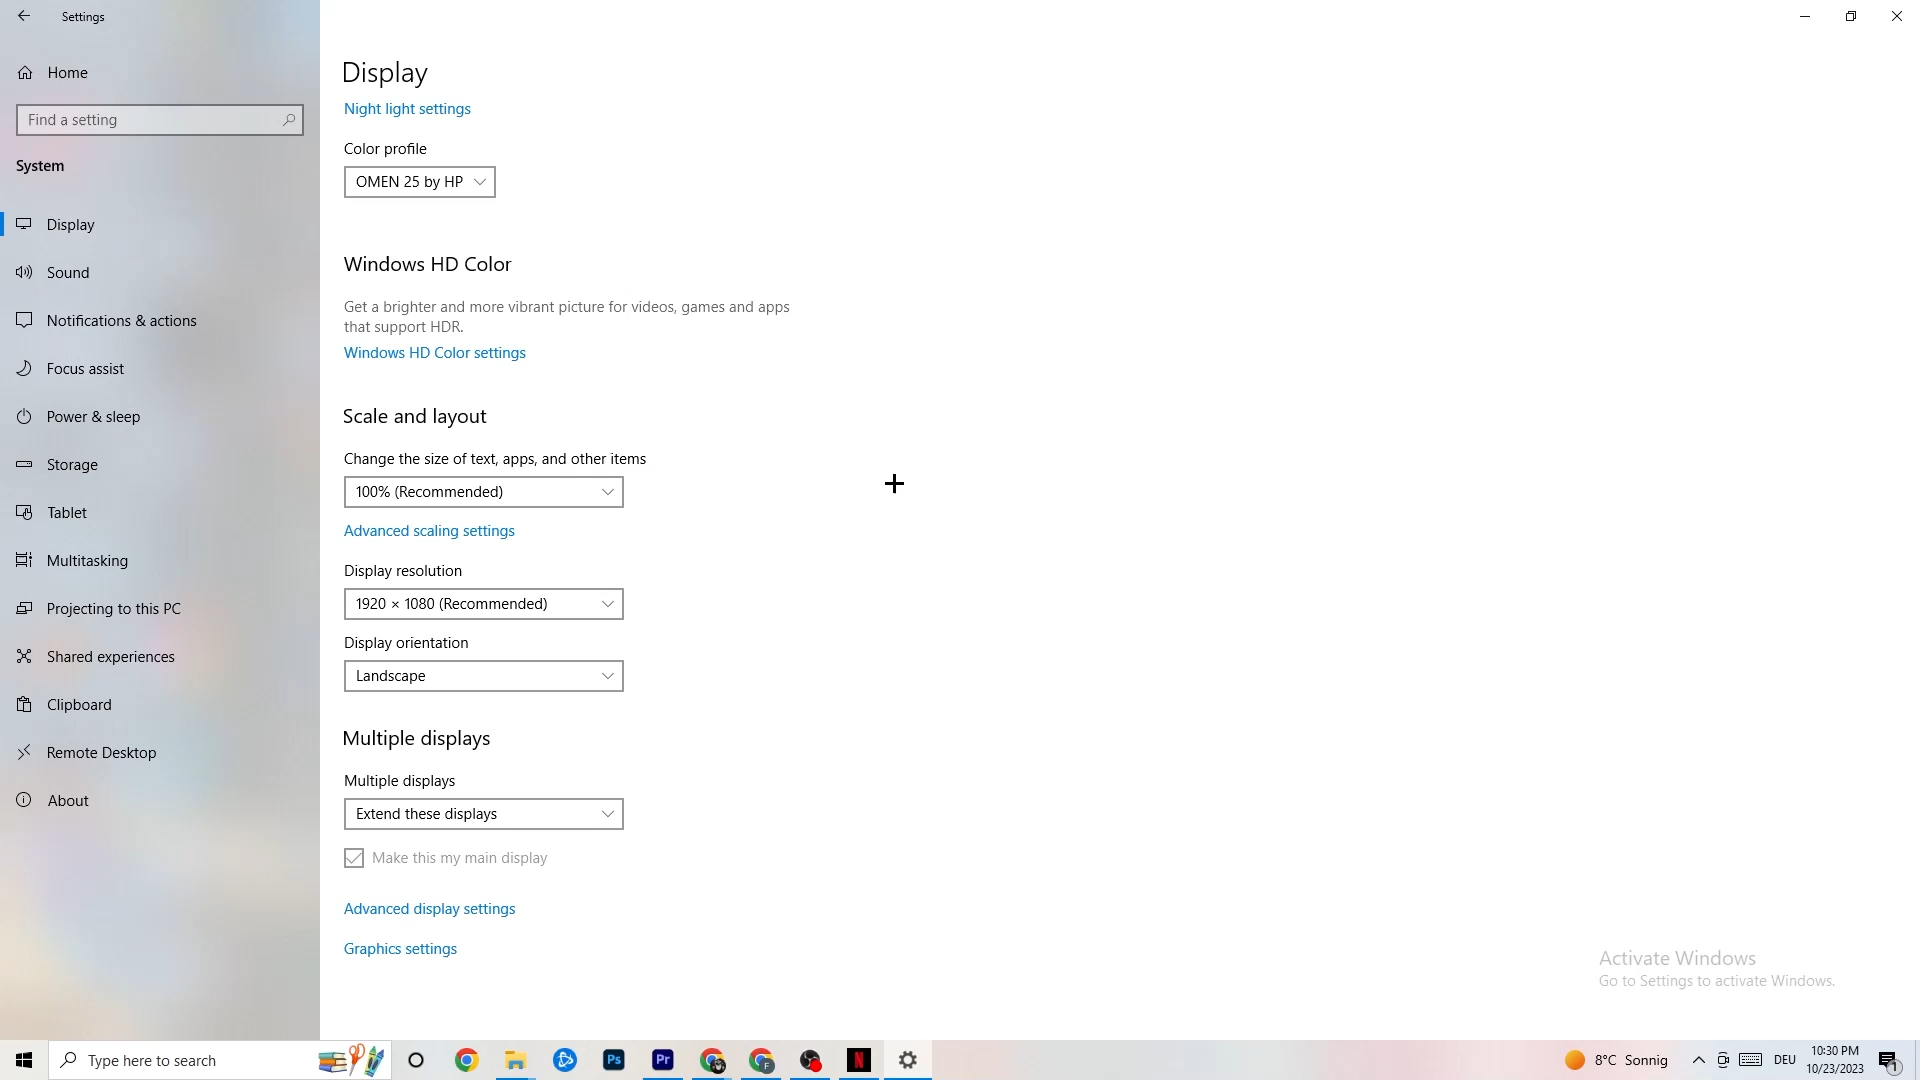 Settings
Home
Find a setting
System
Display
Sound
Notifications & actions
Focus assist
Power & sleep
Storage
Tablet
Multitasking
Projecting to this PC
Shared experiences
Clipboard
Remote Desktop
About
Display
Night light settings
Color profile
OMEN 25 by HP
Windows HD Color
Get a brighter and more vibrant picture for videos, games and apps
that support HDR.
Windows HD Color settings
Scale and layout
Change the size of text, apps, and other items
100% (Recommended)
Advanced scaling settings
Display resolution
1920 × 1080 (Recommended)
Display orientation
Landscape
Multiple displays
Multiple displays
Extend these displays
Make this my main display
Advanced display settings
Graphics settings
Activate Windows
Go to Settings to activate Windows.
Type here to search
Ps
Pr
F
N
8°C Sonnig
DEU
10:30 PM
10/23/2023
1